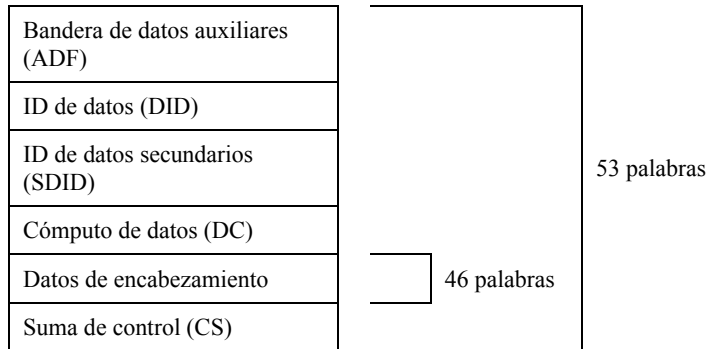 Bandera de datos auxiliares
(ADF)
ID de datos (DID)
ID de datos secundarios
(SDID)
53 palabras
Cómputo de datos (DC)
Datos de encabezamiento
46 palabras
Suma de control (CS)